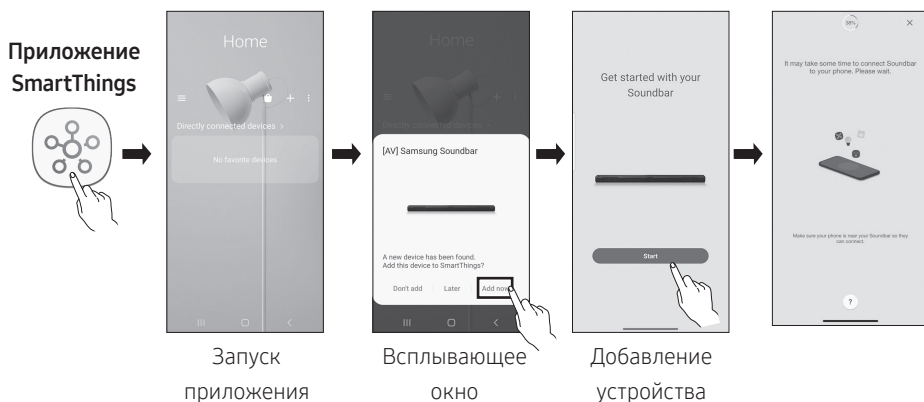 Приложение
SmartThings
Home
Directly connected devices >
No favorite devices
Запуск
приложения
Home
Directly connected devices >
[AV] Samsung Soundbar
A new device has been found.
Add this device to SmartThings?
Don't add
Later
Add now
Всплывающее
окно
Get started with your
Soundbar
Start
Добавление
устройства
It may take some time to connect Soundbar
to your phone. Please wait.
Make sure your phone is near your Soundbar so they
can connect.
?